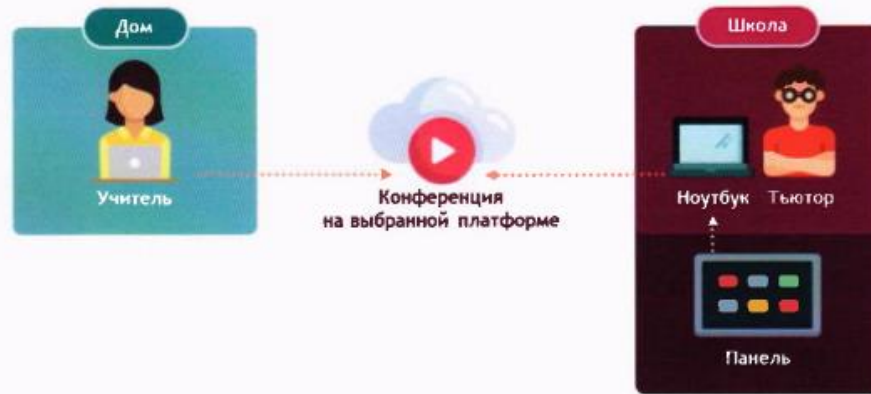 Дом
Школа
Учитель
Конференция
на выбранной платформе
Ноутбук
Тьютор
Панель